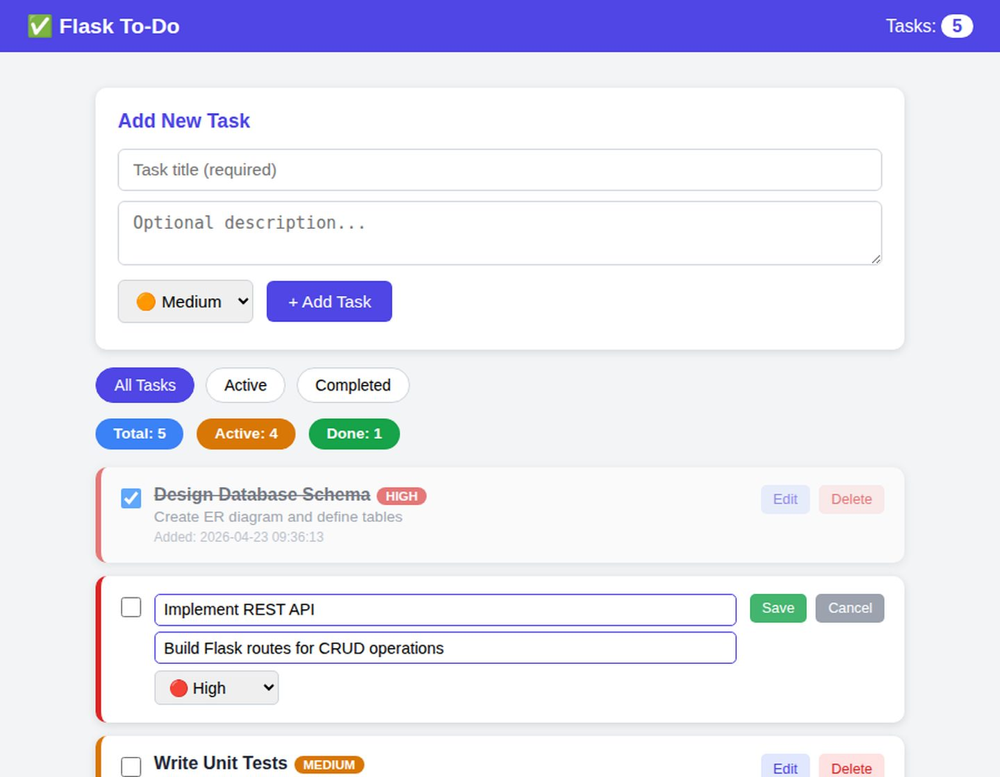 ✅ Flask To-Do
Tasks: 5
Add New Task
Task title (required)
Optional description...
🟠 Medium
+ Add Task
All Tasks
Active
Completed
Total: 5
Active: 4
Done: 1
Design Database Schema HIGH
Edit
Delete
Create ER diagram and define tables
Added: 2026-04-23 09:36:13
Implement REST API
Save
Cancel
Build Flask routes for CRUD operations
🔴 High
Write Unit Tests MEDIUM
Edit
Delete